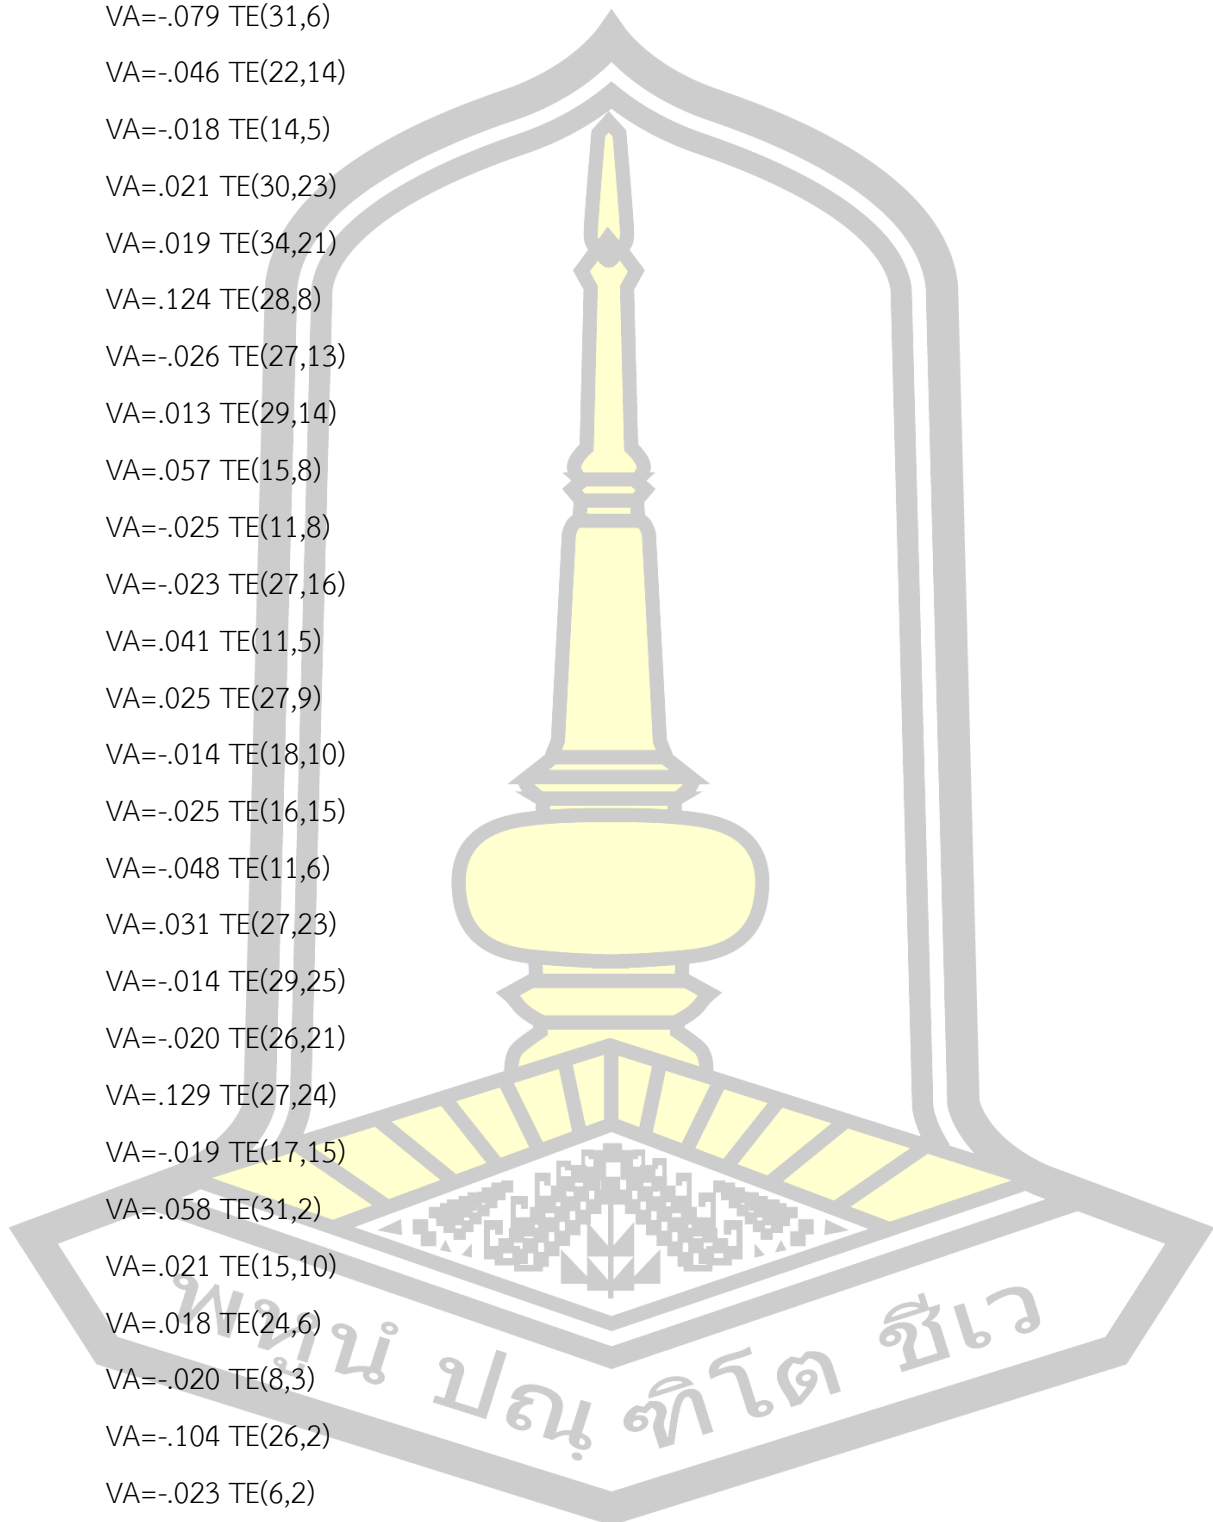 VA=-.079 TE(31,6)
VA=-.046 TE(22,14)
VA=-.018 TE(14,5)
VA=.021 TE(30,23)
VA=.019 TE(34,21)
VA=.124 TE(28,8)
VA=-.026 TE(27,13)
VA=.013 TE(29,14)
VA=.057 TE(15,8)
VA=-.025 TE(11,8)
VA=-.023 TE(27,16)
VA=.041 TE(11,5)
VA=.025 TE(27,9)
VA=-.014 TE(18,10)
VA=-.025 TE(16,15)
VA=-.048 TE(11,6)
VA=.031 TE(27,23)
VA=-.014 TE(29,25)
VA=-.020 TE(26,21)
VA=.129 TE(27,24)
VA=-.019 TE(17,15)
VA=.058 TE(31,2)
VA=.021 TE(15,10)
VA=.018 TE(24,6)
VA=-.020 TE(8,3)
VA=-.104 TE(26,2)
VA=-.023 TE(6,2)
พหูนํ ปณฺฑิโต ชีเว